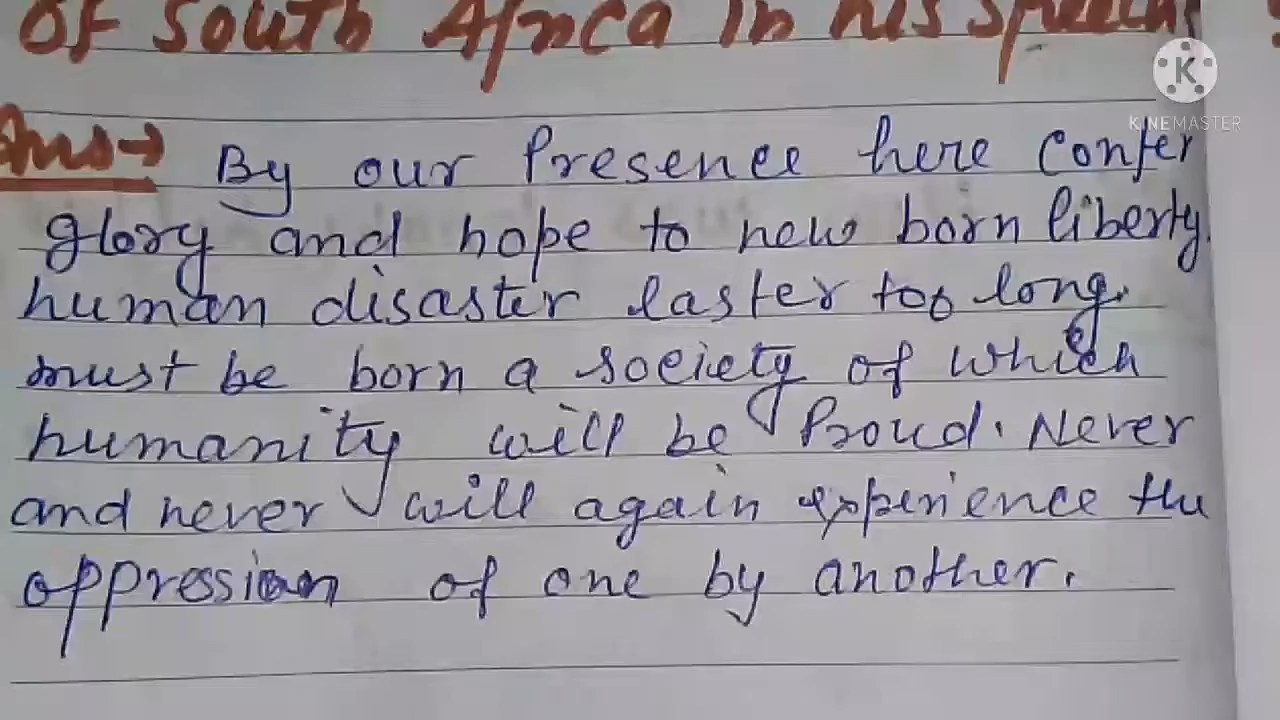 of South Africa in his speech
KINEMASTER
Ans→ By our Presence here confer
glory and hope to new born liberty.
human disaster laster too long.
must be born a society of which
humanity will be Proud. Never
and never will again experience the
oppression of one by another.